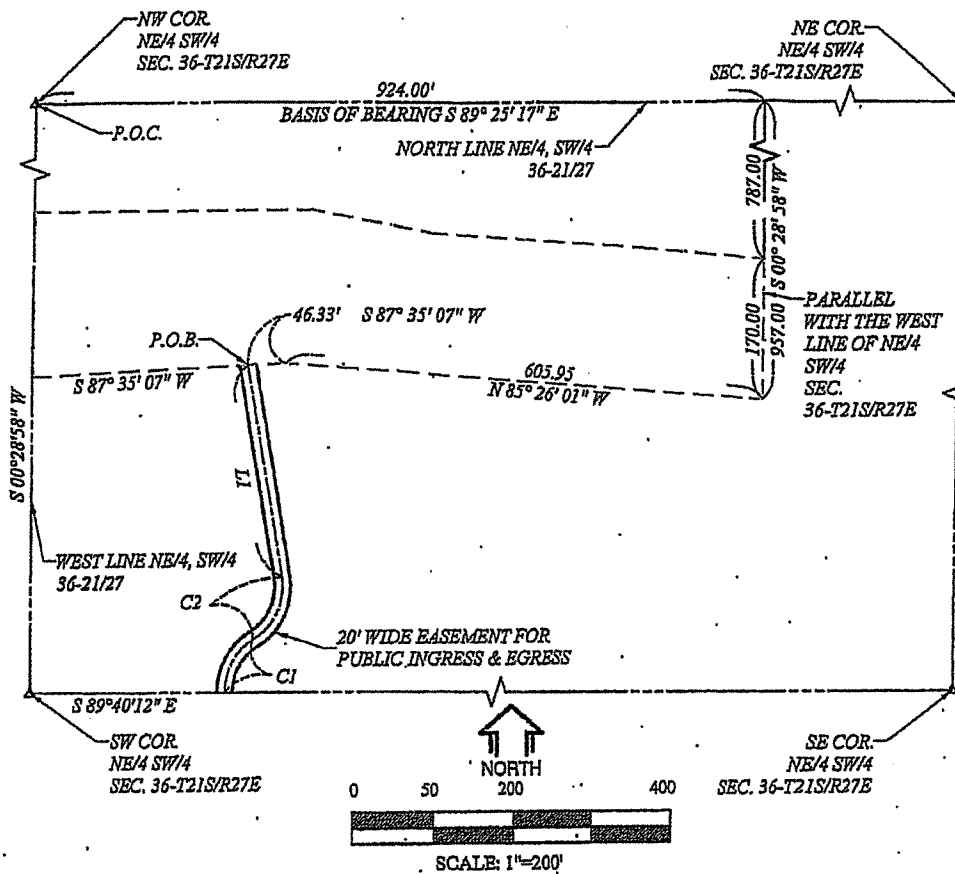 NW COR.
NE/4 SW/4
SEC. 36-T21S/R27E
NE COR.
NE/4 SW/4
SEC. 36-T21S/R27E
924.00'
BASIS OF BEARING S 89° 25' 17" E
P.O.C.
NORTH LINE NE/4, SW/4
36-21/27
787.00
S 00° 28' 58" W
170.00
957.00
PARALLEL
WITH THE WEST
LINE OF NE/4
SW/4
SEC.
36-T21S/R27E
46.33' S 87° 35' 07" W
P.O.B.
S 87° 35' 07" W
605.95
N 85° 26' 01" W
S 00°28'58" W
L1
WEST LINE NE/4, SW/4
36-21/27
C2
20' WIDE EASEMENT FOR
PUBLIC INGRESS & EGRESS
C1
S 89°40'12" E
SW COR.
NE/4 SW/4
SEC. 36-T21S/R27E
NORTH
SE COR.
NE/4 SW/4
SEC. 36-T21S/R27E
0 50 200 400
SCALE: 1"=200'